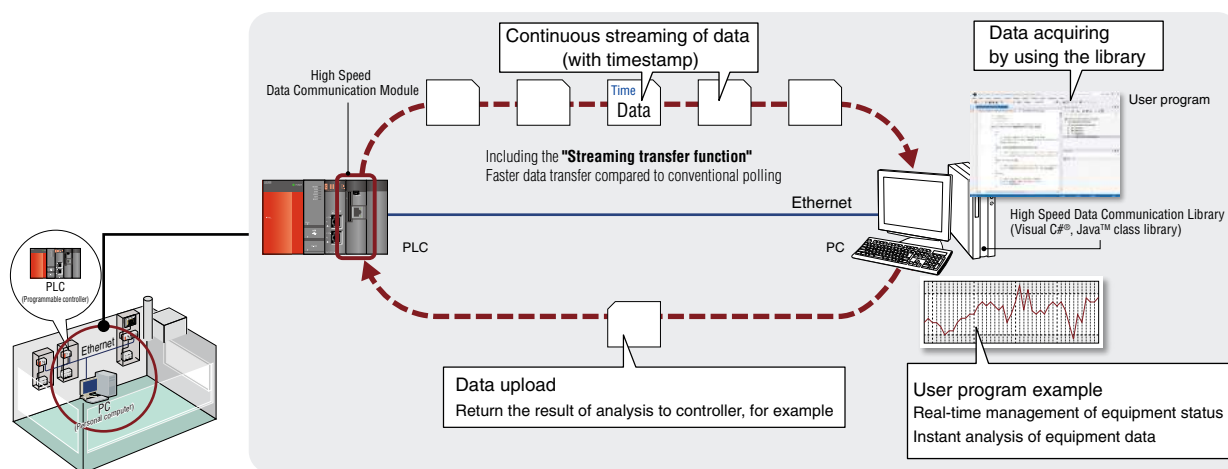 Continuous streaming of data
(with timestamp)
Data acquiring
by using the library
High Speed
Data Communication Module
Time
Data
User program
Including the "Streaming transfer function"
Faster data transfer compared to conventional polling
Ethernet
High Speed Data Communication Library
(Visual C#®, Java™ class library)
PLC
PC
PLC
(Programmable controller)
Ethernet
PC
(Personal computer)
Data upload
Return the result of analysis to controller, for example
User program example
Real-time management of equipment status
Instant analysis of equipment data